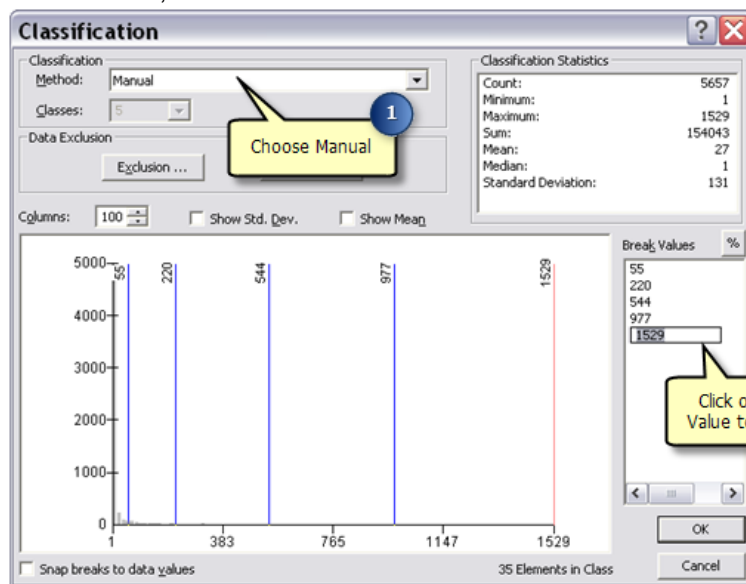 Classification
Classification
Method: Manual
Classes: 5
Data Exclusion
Exclusion ...
1
Choose Manual
Classification Statistics
Count: 5657
Minimum: 1
Maximum: 1529
Sum: 154043
Mean: 27
Median: 1
Standard Deviation: 131
Columns: 100
Show Std. Dev.
Show Mean
Break Values %
55
220
544
977
1529
Click o
Value to
5000
4000
3000
2000
1000
0
55
220
544
977
1529
1
383
765
1147
1529
Snap breaks to data values
35 Elements in Class
OK
Cancel